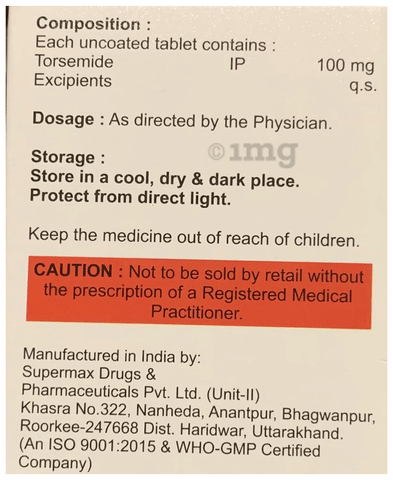 Composition :
Each uncoated tablet contains :
Torsemide IP 100 mg
Excipients q.s.
Dosage : As directed by the Physician.
©1mg
Storage :
Store in a cool, dry & dark place.
Protect from direct light.
Keep the medicine out of reach of children.
CAUTION : Not to be sold by retail without
the prescription of a Registered Medical
Practitioner.
Manufactured in India by:
Supermax Drugs &
Pharmaceuticals Pvt. Ltd. (Unit-II)
Khasra No.322, Nanheda, Anantpur, Bhagwanpur,
Roorkee-247668 Dist. Haridwar, Uttarakhand.
(An ISO 9001:2015 & WHO-GMP Certified
Company)